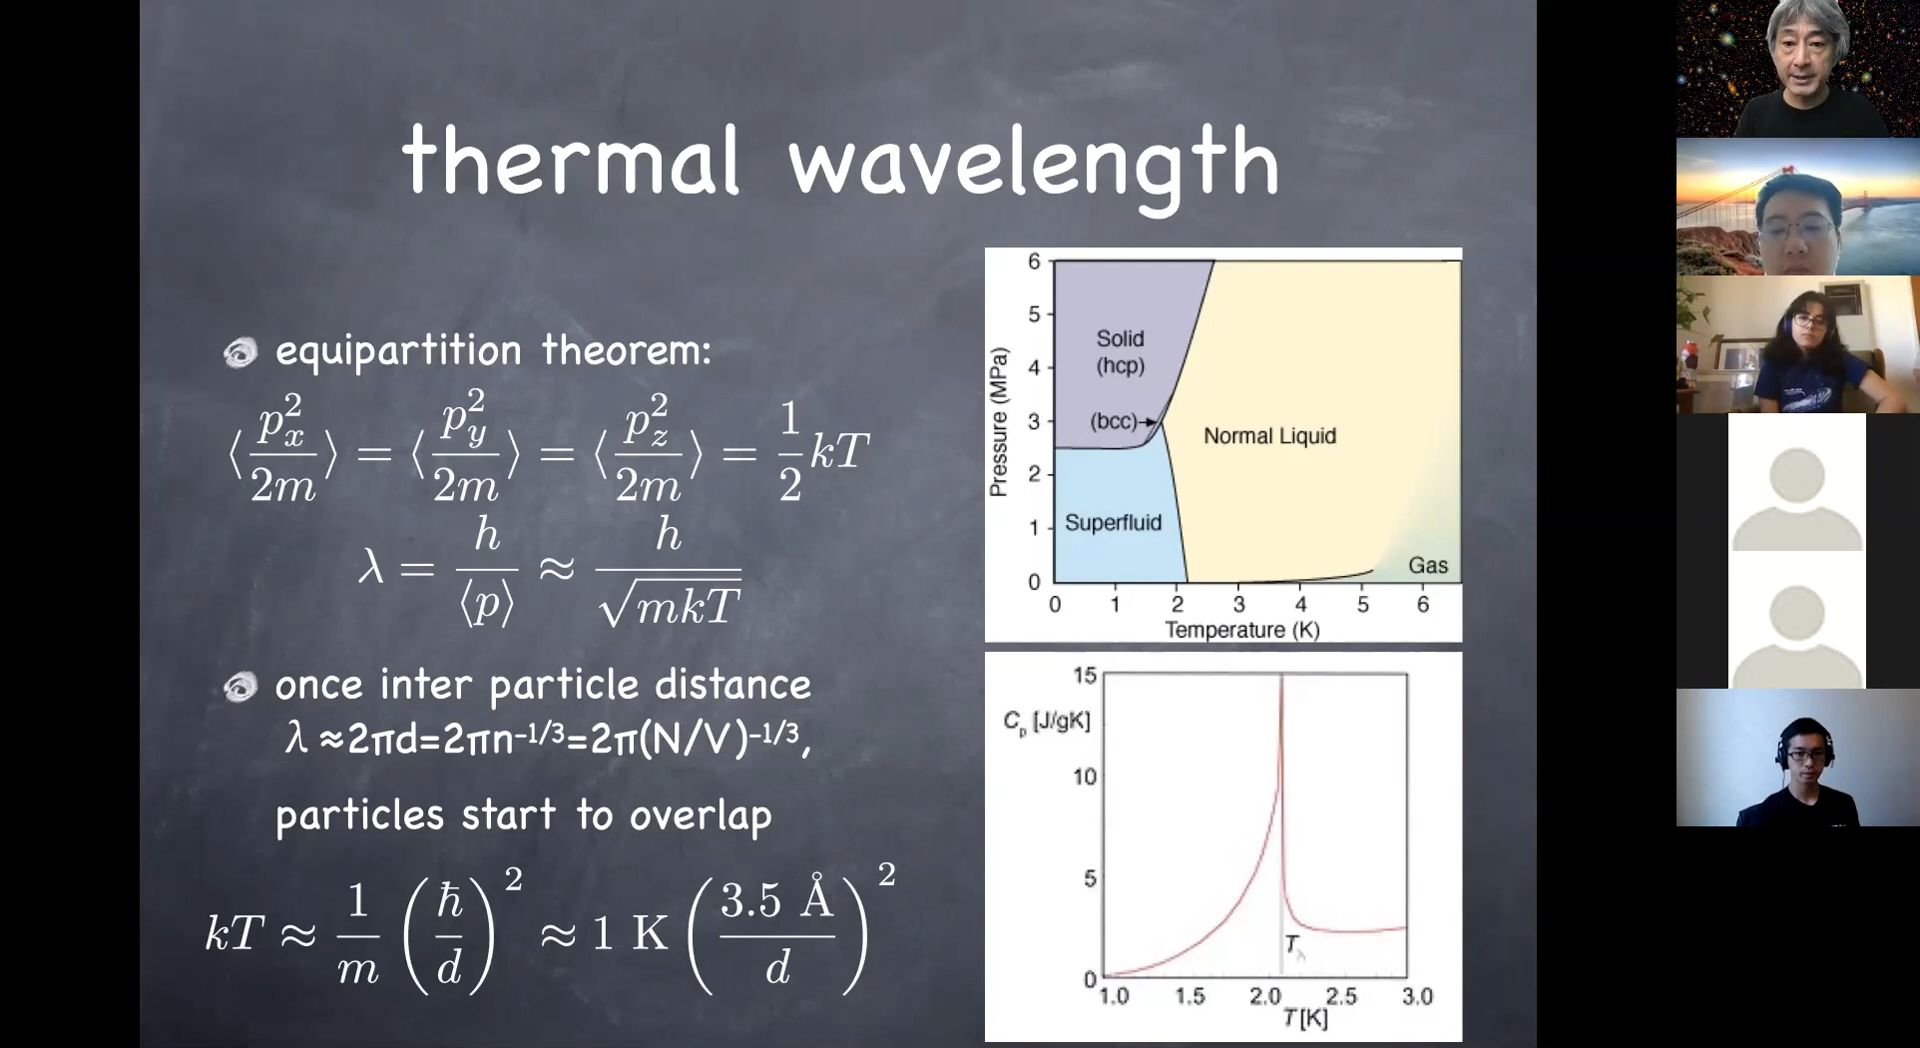 thermal wavelength
equipartition theorem:
⟨p_x^2/2m⟩ = ⟨p_y^2/2m⟩ = ⟨p_z^2/2m⟩ = 1/2 kT
λ = h/⟨p⟩ ≈ h/√mkT
once inter particle distance
λ≈2πd=2πn^-1/3=2π(N/V)^-1/3,
particles start to overlap
kT ≈ 1/m (ħ/d)^2 ≈ 1 K (3.5 Å/d)^2
6
5
4
3
2
1
0
Pressure (MPa)
Solid
(hcp)
(bcc)
Normal Liquid
Superfluid
Gas
0 1 2 3 4 5 6
Temperature (K)
15
C_p [J/gK]
10
5
0
T_λ
1.0 1.5 2.0 2.5 3.0
T[K]